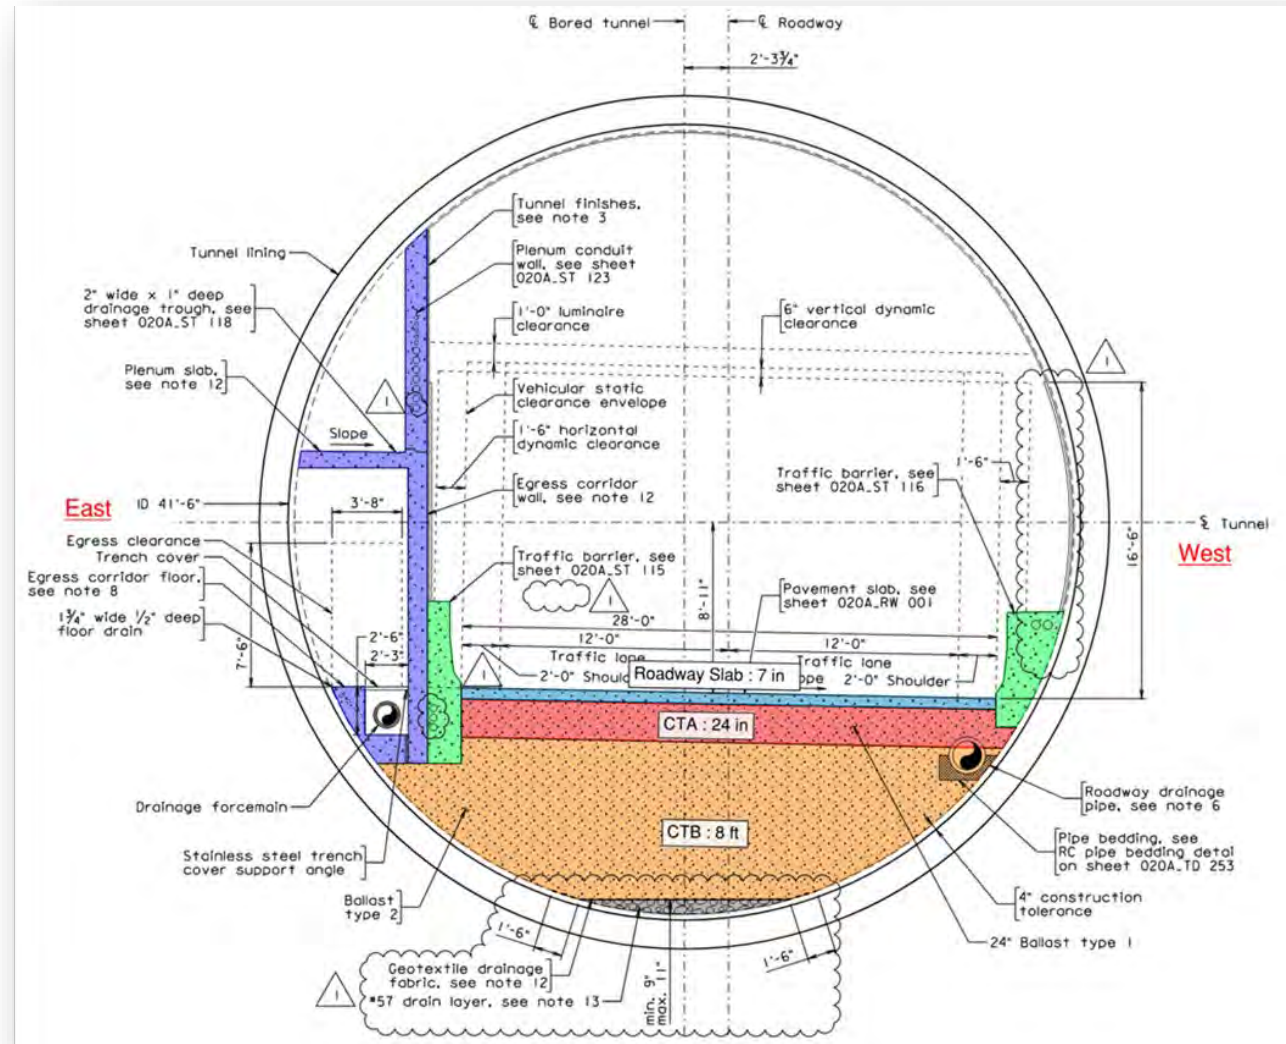 ℄ Bored tunnel
℄ Roadway
2'-3¾"
Tunnel finishes,
see note 3
Tunnel lining
Plenum conduit
wall, see sheet
020A_ST 123
2" wide x 1" deep
drainage trough, see
sheet 020A_ST 118
1'-0" luminaire
clearance
6" vertical dynamic
clearance
1
Plenum slab,
see note 12
1
Vehicular static
clearance envelope
Slope
1'-6" horizontal
dynamic clearance
Traffic barrier, see
sheet 020A_ST 116
1'-6"
East
ID 41'-6"
3'-8"
Egress corridor
wall, see note 12
℄ Tunnel
West
16'-6"
Egress clearance
Trench cover
Egress corridor floor,
see note 8
1¾" wide ½" deep
floor drain
Traffic barrier, see
sheet 020A_ST 115
1
8'-11"
Pavement slab, see
sheet 020A_RW 001
28'-0"
7'-6"
2'-6"
2'-3"
12'-0"
12'-0"
Traffic lane
Traffic lane
1
2'-0" Shoul
Roadway Slab : 7 in
ope
2'-0" Shoulder
CTA : 24 in
Drainage forcemain
Roadway drainage
pipe, see note 6
CTB : 8 ft
Stainless steel trench
cover support angle
Pipe bedding, see
RC pipe bedding detal
on sheet 020A_TD 253
Ballast
type 2
4" construction
tolerance
1'-6"
24" Ballast type 1
1'-6"
Geotextile drainage
fabric, see note 12
1
#57 drain layer, see note 13
min. 9"
max. 11"